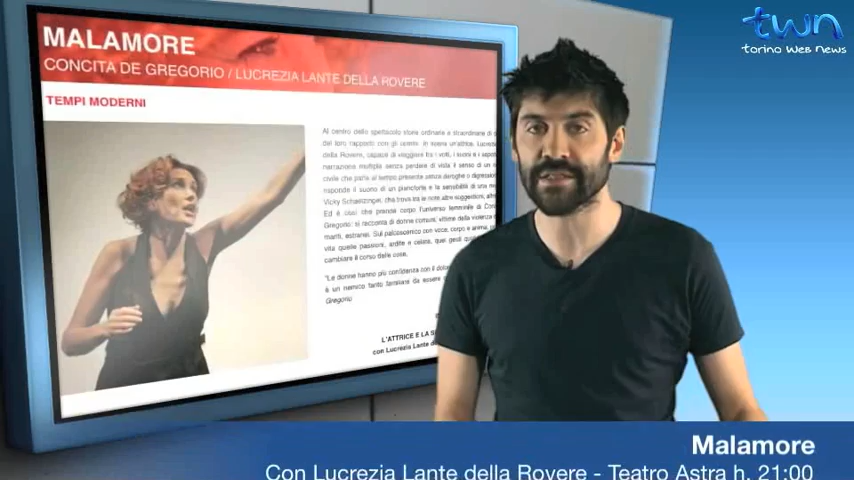 twn
torino web news
MALAMORE
CONCITA DE GREGORIO / LUCREZIA LANTE DELLA ROVERE
TEMPI MODERNI
Al centro dello spettacolo storie ordinarie e straordinarie di
del loro rapporto con gli uomini. In scena un'attrice, Lucrezia
della Rovere, capace di viaggiare tra i volti, i suoni e i sapori
narrazione multipla senza perdere di vista il senso di un
civile che parla al tempo presente senza deroghe o digressioni
risponde il suono di un pianoforte e la sensibilità di una
Vicky Schaetzinger, che trova tra le note altre suggestioni,
Ed è così che prende corpo l'universo femminile di
Gregorio: si racconta di donne comuni, vittime della violenza
mariti, estranei. Sul palcoscenico con voce, corpo e anima,
vita quelle passioni, ardite e celate, quei gesti
cambiare il corso delle cose.
"Le donne hanno più confidenza con il
è un nemico tanto familiare da essere
Gregorio
L'ATTRICE E LA
con Lucrezia Lante
Malamore
Con Lucrezia Lante della Rovere - Teatro Astra h. 21:00